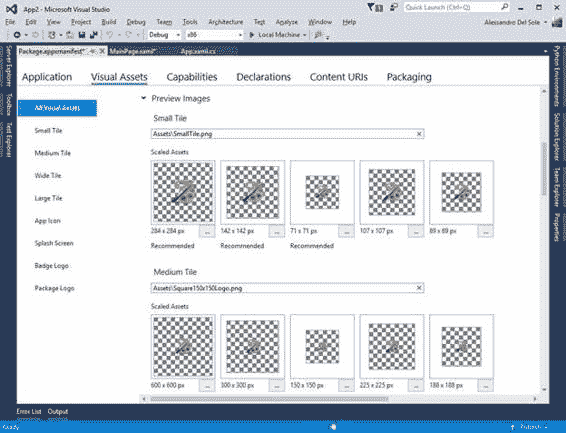 App2 - Microsoft Visual Studio
Quick Launch (Ctrl+Q)
File Edit View Project Build Debug Team Tools Architecture Test Analyze Window Help
Alessandro Del Sole
Debug x86 Local Machine
Package.appxmanifest* MainPage.xaml* App.xaml.cs
Server Explorer
Toolbox
Test Explorer
Application Visual Assets Capabilities Declarations Content URIs Packaging
All Visual Assets
Small Tile
Medium Tile
Wide Tile
Large Tile
App Icon
Splash Screen
Badge Logo
Package Logo
Preview Images
Small Tile
Assets\SmallTile.png
Scaled Assets
284 x 284 px ... 142 x 142 px ... 71 x 71 px ... 107 x 107 px ... 89 x 89 px ...
Recommended Recommended Recommended
Medium Tile
Assets\Square150x150Logo.png
Scaled Assets
600 x 600 px ... 300 x 300 px ... 150 x 150 px ... 225 x 225 px ... 188 x 188 px ...
Python Environments
Solution Explorer
Team Explorer
Properties
Error List Output
Ready